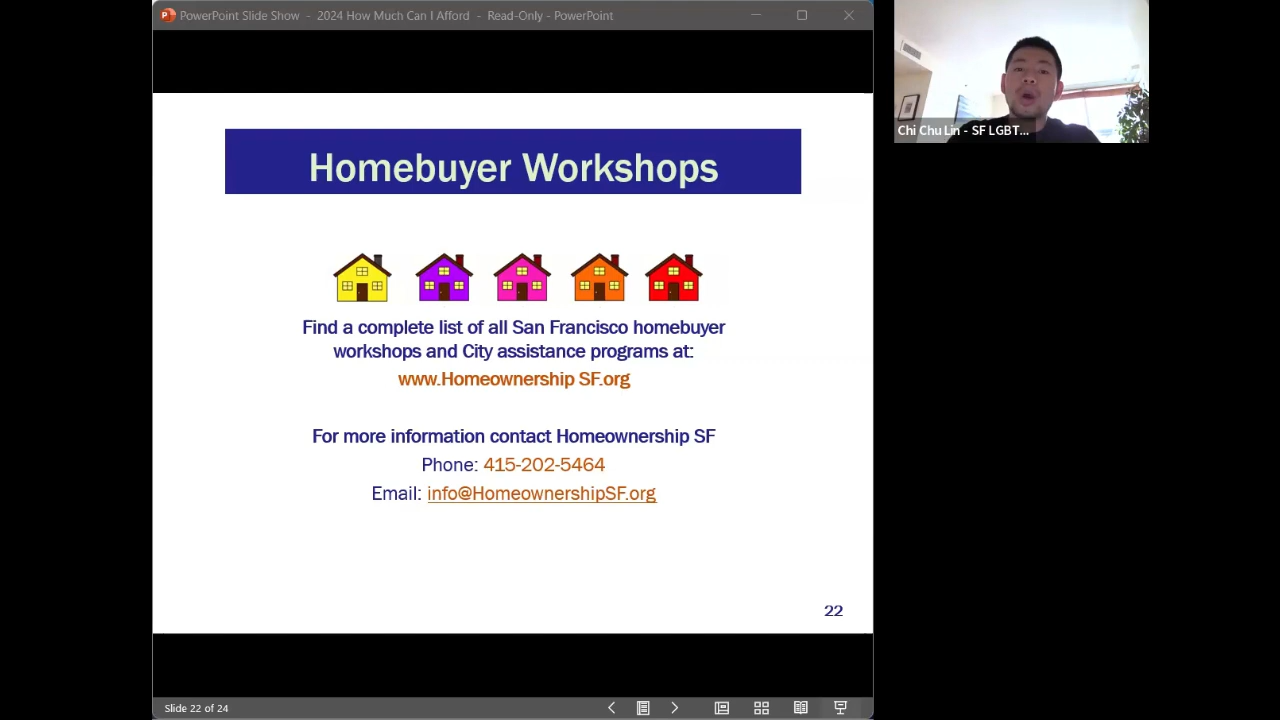 PowerPoint Slide Show - 2024 How Much Can I Afford - Read-Only - PowerPoint
Chi Chu Lin - SF LGBT...
Homebuyer Workshops
Find a complete list of all San Francisco homebuyer
workshops and City assistance programs at:
www.Homeownership SF.org
For more information contact Homeownership SF
Phone: 415-202-5464
Email: info@HomeownershipSF.org
22
Slide 22 of 24